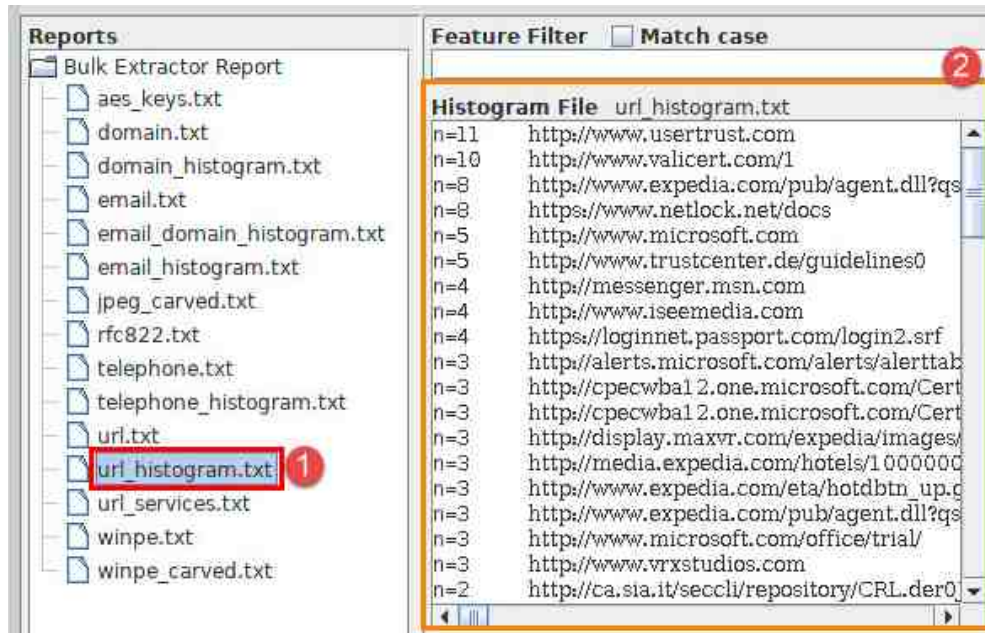 Reports
Bulk Extractor Report
aes_keys.txt
domain.txt
domain_histogram.txt
email.txt
email_domain_histogram.txt
email_histogram.txt
jpeg_carved.txt
rfc822.txt
telephone.txt
telephone_histogram.txt
url.txt
url_histogram.txt
1
url_services.txt
winpe.txt
winpe_carved.txt
Feature Filter Match case
2
Histogram File url_histogram.txt
n=11 http://www.usertrust.com
n=10 http://www.valicert.com/1
n=8 http://www.expedia.com/pub/agent.dll?qs
n=8 https://www.netlock.net/docs
n=5 http://www.microsoft.com
n=5 http://www.trustcenter.de/guidelines0
n=4 http://messenger.msn.com
n=4 http://www.iseemedia.com
n=4 https://loginnet.passport.com/login2.srf
n=3 http://alerts.microsoft.com/alerts/alerttab
n=3 http://cpecwba12.one.microsoft.com/Cert
n=3 http://cpecwba12.one.microsoft.com/Cert
n=3 http://display.maxvr.com/expedia/images/
n=3 http://media.expedia.com/hotels/1000000
n=3 http://www.expedia.com/eta/hotdbtn_up.g
n=3 http://www.expedia.com/pub/agent.dll?qs
n=3 http://www.microsoft.com/office/trial/
n=3 http://www.vrxstudios.com
n=2 http://ca.sia.it/seccli/repository/CRL.der0J